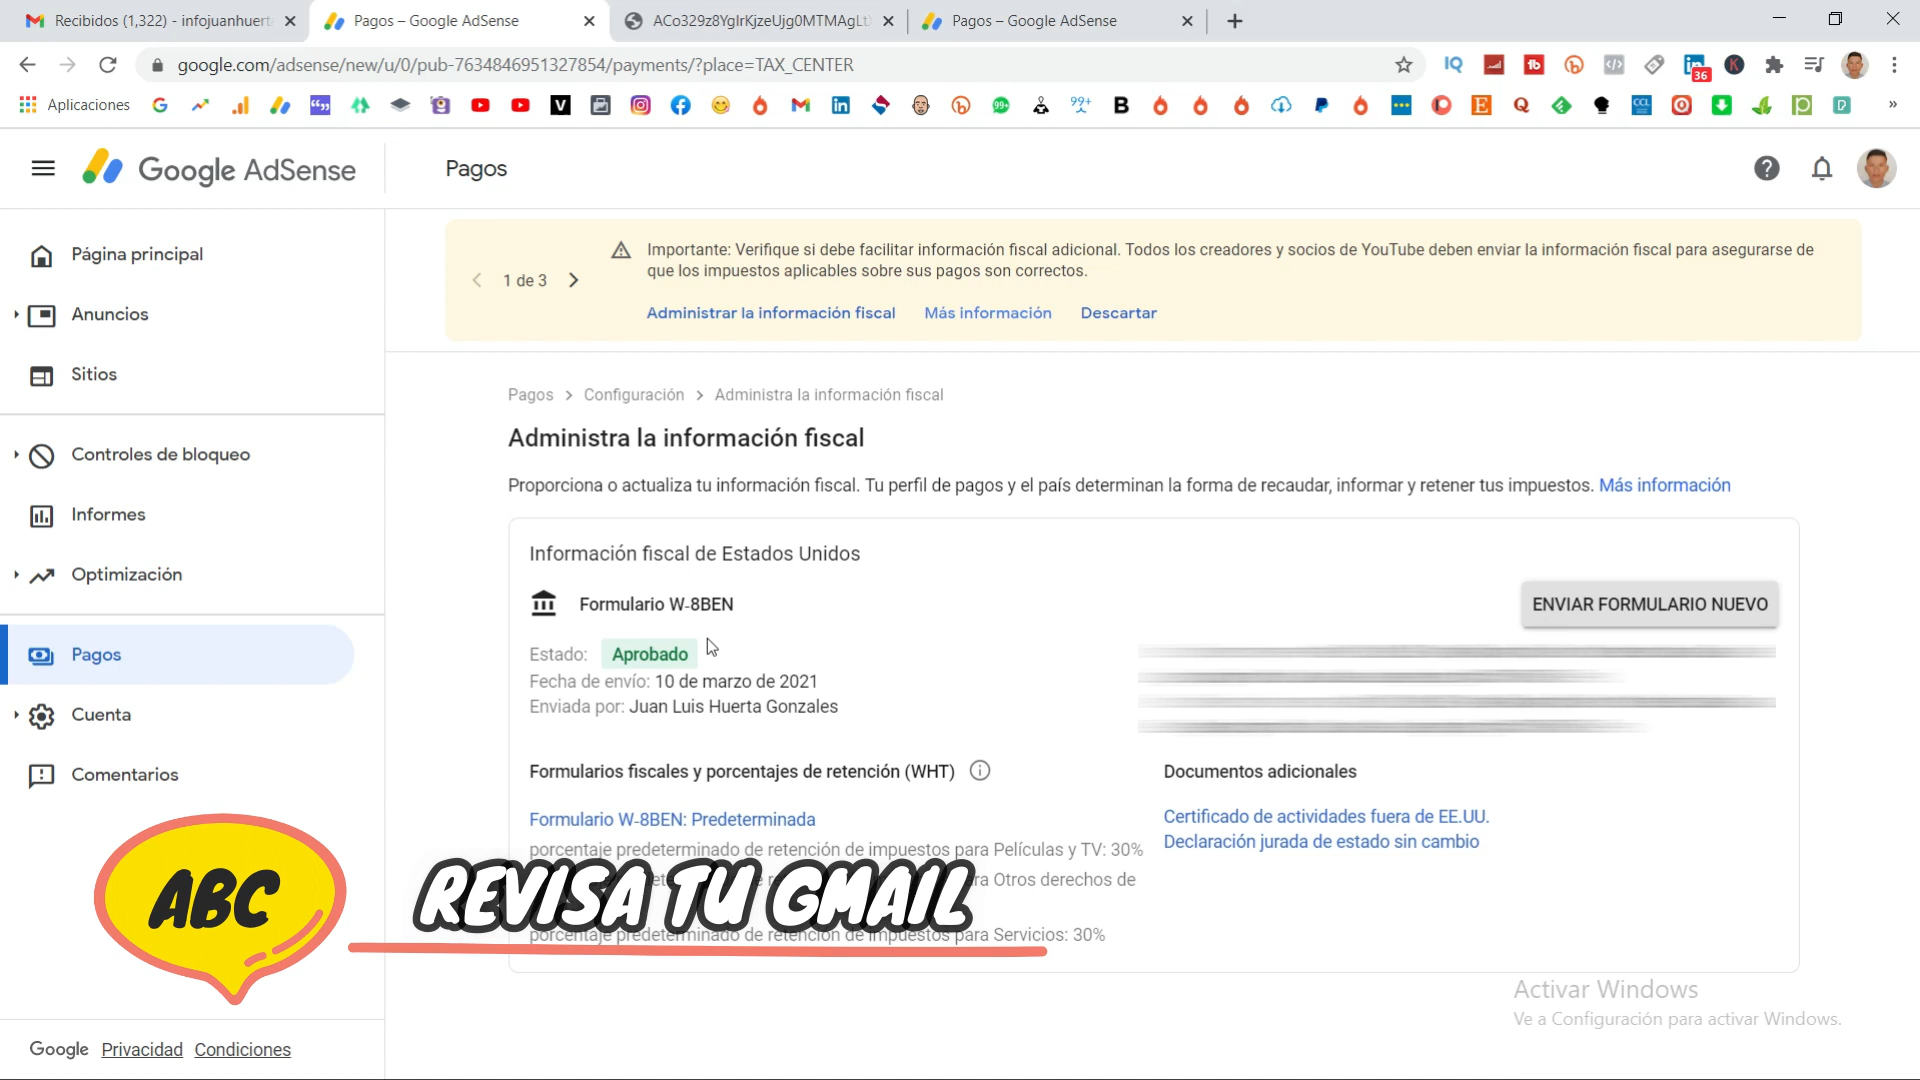 Recibidos (1,322) - infojuanhuerta
Pagos – Google AdSense
Pagos – Google AdSense
google.com/adsense/new/u/0/pub-7634846951327854/payments/?place=TAX_CENTER
36
Aplicaciones
99+
99+
Google AdSense
Pagos
Página principal
Anuncios
Sitios
Controles de bloqueo
Informes
Optimización
Pagos
Cuenta
Comentarios
1 de 3
Importante: Verifique si debe facilitar información fiscal adicional. Todos los creadores y socios de YouTube deben enviar la información fiscal para asegurarse de
que los impuestos aplicables sobre sus pagos son correctos.
Administrar la información fiscal Más información Descartar
Pagos > Configuración > Administra la información fiscal
Administra la información fiscal
Proporciona o actualiza tu información fiscal. Tu perfil de pagos y el país determinan la forma de recaudar, informar y retener tus impuestos. Más información
Información fiscal de Estados Unidos
Formulario W-8BEN
ENVIAR FORMULARIO NUEVO
Estado: Aprobado
Fecha de envío: 10 de marzo de 2021
Enviada por: Juan Luis Huerta Gonzales
Formularios fiscales y porcentajes de retención (WHT)
Formulario W-8BEN: Predeterminada
porcentaje predeterminado de retención de impuestos para Películas y TV: 30%
ra Otros derechos de
porcentaje predeterminado de retención de impuestos para Servicios: 30%
Documentos adicionales
Certificado de actividades fuera de EE.UU.
Declaración jurada de estado sin cambio
ABC
REVISA TU GMAIL
Activar Windows
Ve a Configuración para activar Windows.
Google Privacidad Condiciones